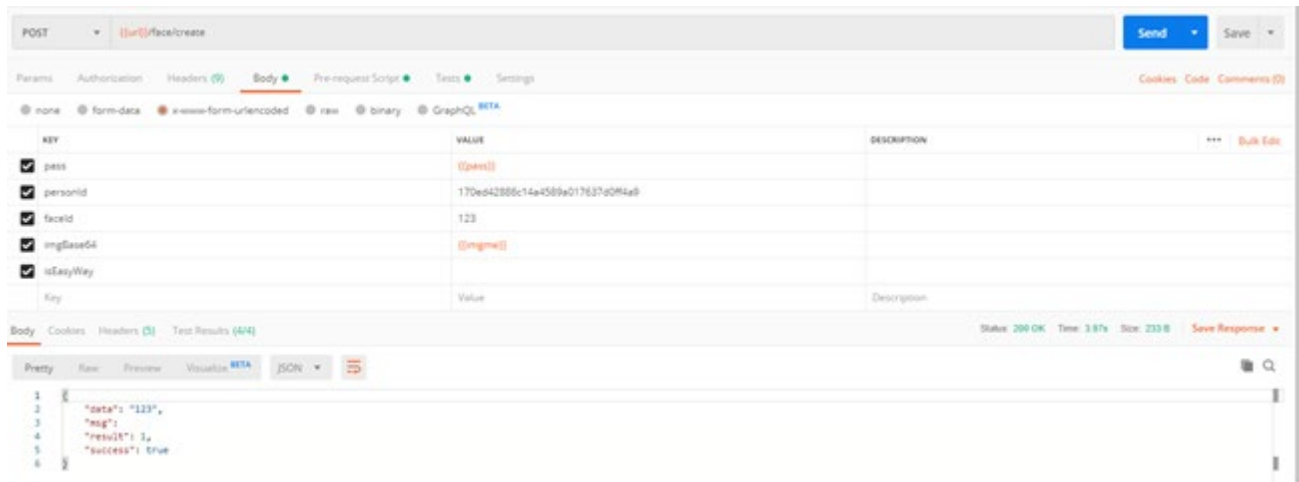 POST {{url}}/face/create Send Save
Params Authorization Headers (9) Body Pre-request Script Tests Settings Cookies Code Comments (0)
none form-data x-www-form-urlencoded raw binary GraphQL BETA
KEY VALUE DESCRIPTION ••• Bulk Edit
pass {{pass}}
personId 170ed42886c14a4589a017637d0ff4a9
faceId 123
imgBase64 {{imgme}}
isEasyWay
Key Value Description
Body Cookies Headers (5) Test Results (4/4) Status: 200 OK Time: 3.97s Size: 233 B Save Response
Pretty Raw Preview Visualize BETA JSON
1 {
2 "data": "123",
3 "msg":
4 "result": 1,
5 "success": true
6 }